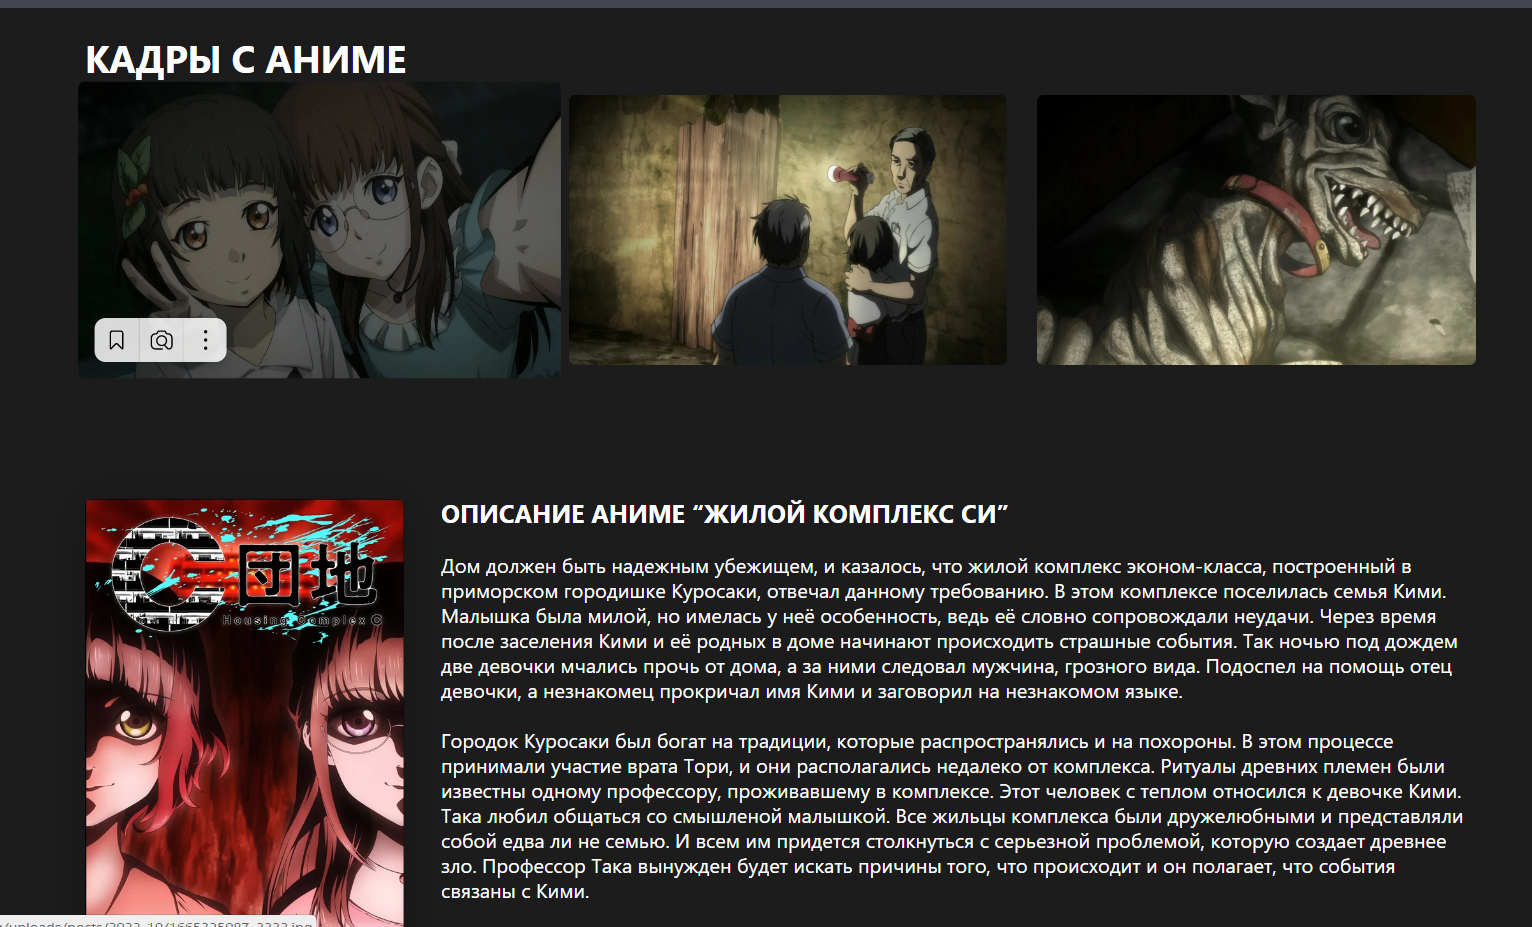 КАДРЫ С АНИМЕ
団地
Housing Complex C
ОПИСАНИЕ АНИМЕ “ЖИЛОЙ КОМПЛЕКС СИ”
Дом должен быть надежным убежищем, и казалось, что жилой комплекс эконом-класса, построенный в
приморском городишке Куросаки, отвечал данному требованию. В этом комплексе поселилась семья Кими.
Малышка была милой, но имелась у неё особенность, ведь её словно сопровождали неудачи. Через время
после заселения Кими и её родных в доме начинают происходить страшные события. Так ночью под дождем
две девочки мчались прочь от дома, а за ними следовал мужчина, грозного вида. Подоспел на помощь отец
девочки, а незнакомец прокричал имя Кими и заговорил на незнакомом языке.
Городок Куросаки был богат на традиции, которые распространялись и на похороны. В этом процессе
принимали участие врата Тори, и они располагались недалеко от комплекса. Ритуалы древних племен были
известны одному профессору, проживавшему в комплексе. Этот человек с теплом относился к девочке Кими.
Така любил общаться со смышленой малышкой. Все жильцы комплекса были дружелюбными и представляли
собой едва ли не семью. И всем им придется столкнуться с серьезной проблемой, которую создает древнее
зло. Профессор Така вынужден будет искать причины того, что происходит и он полагает, что события
связаны с Кими.